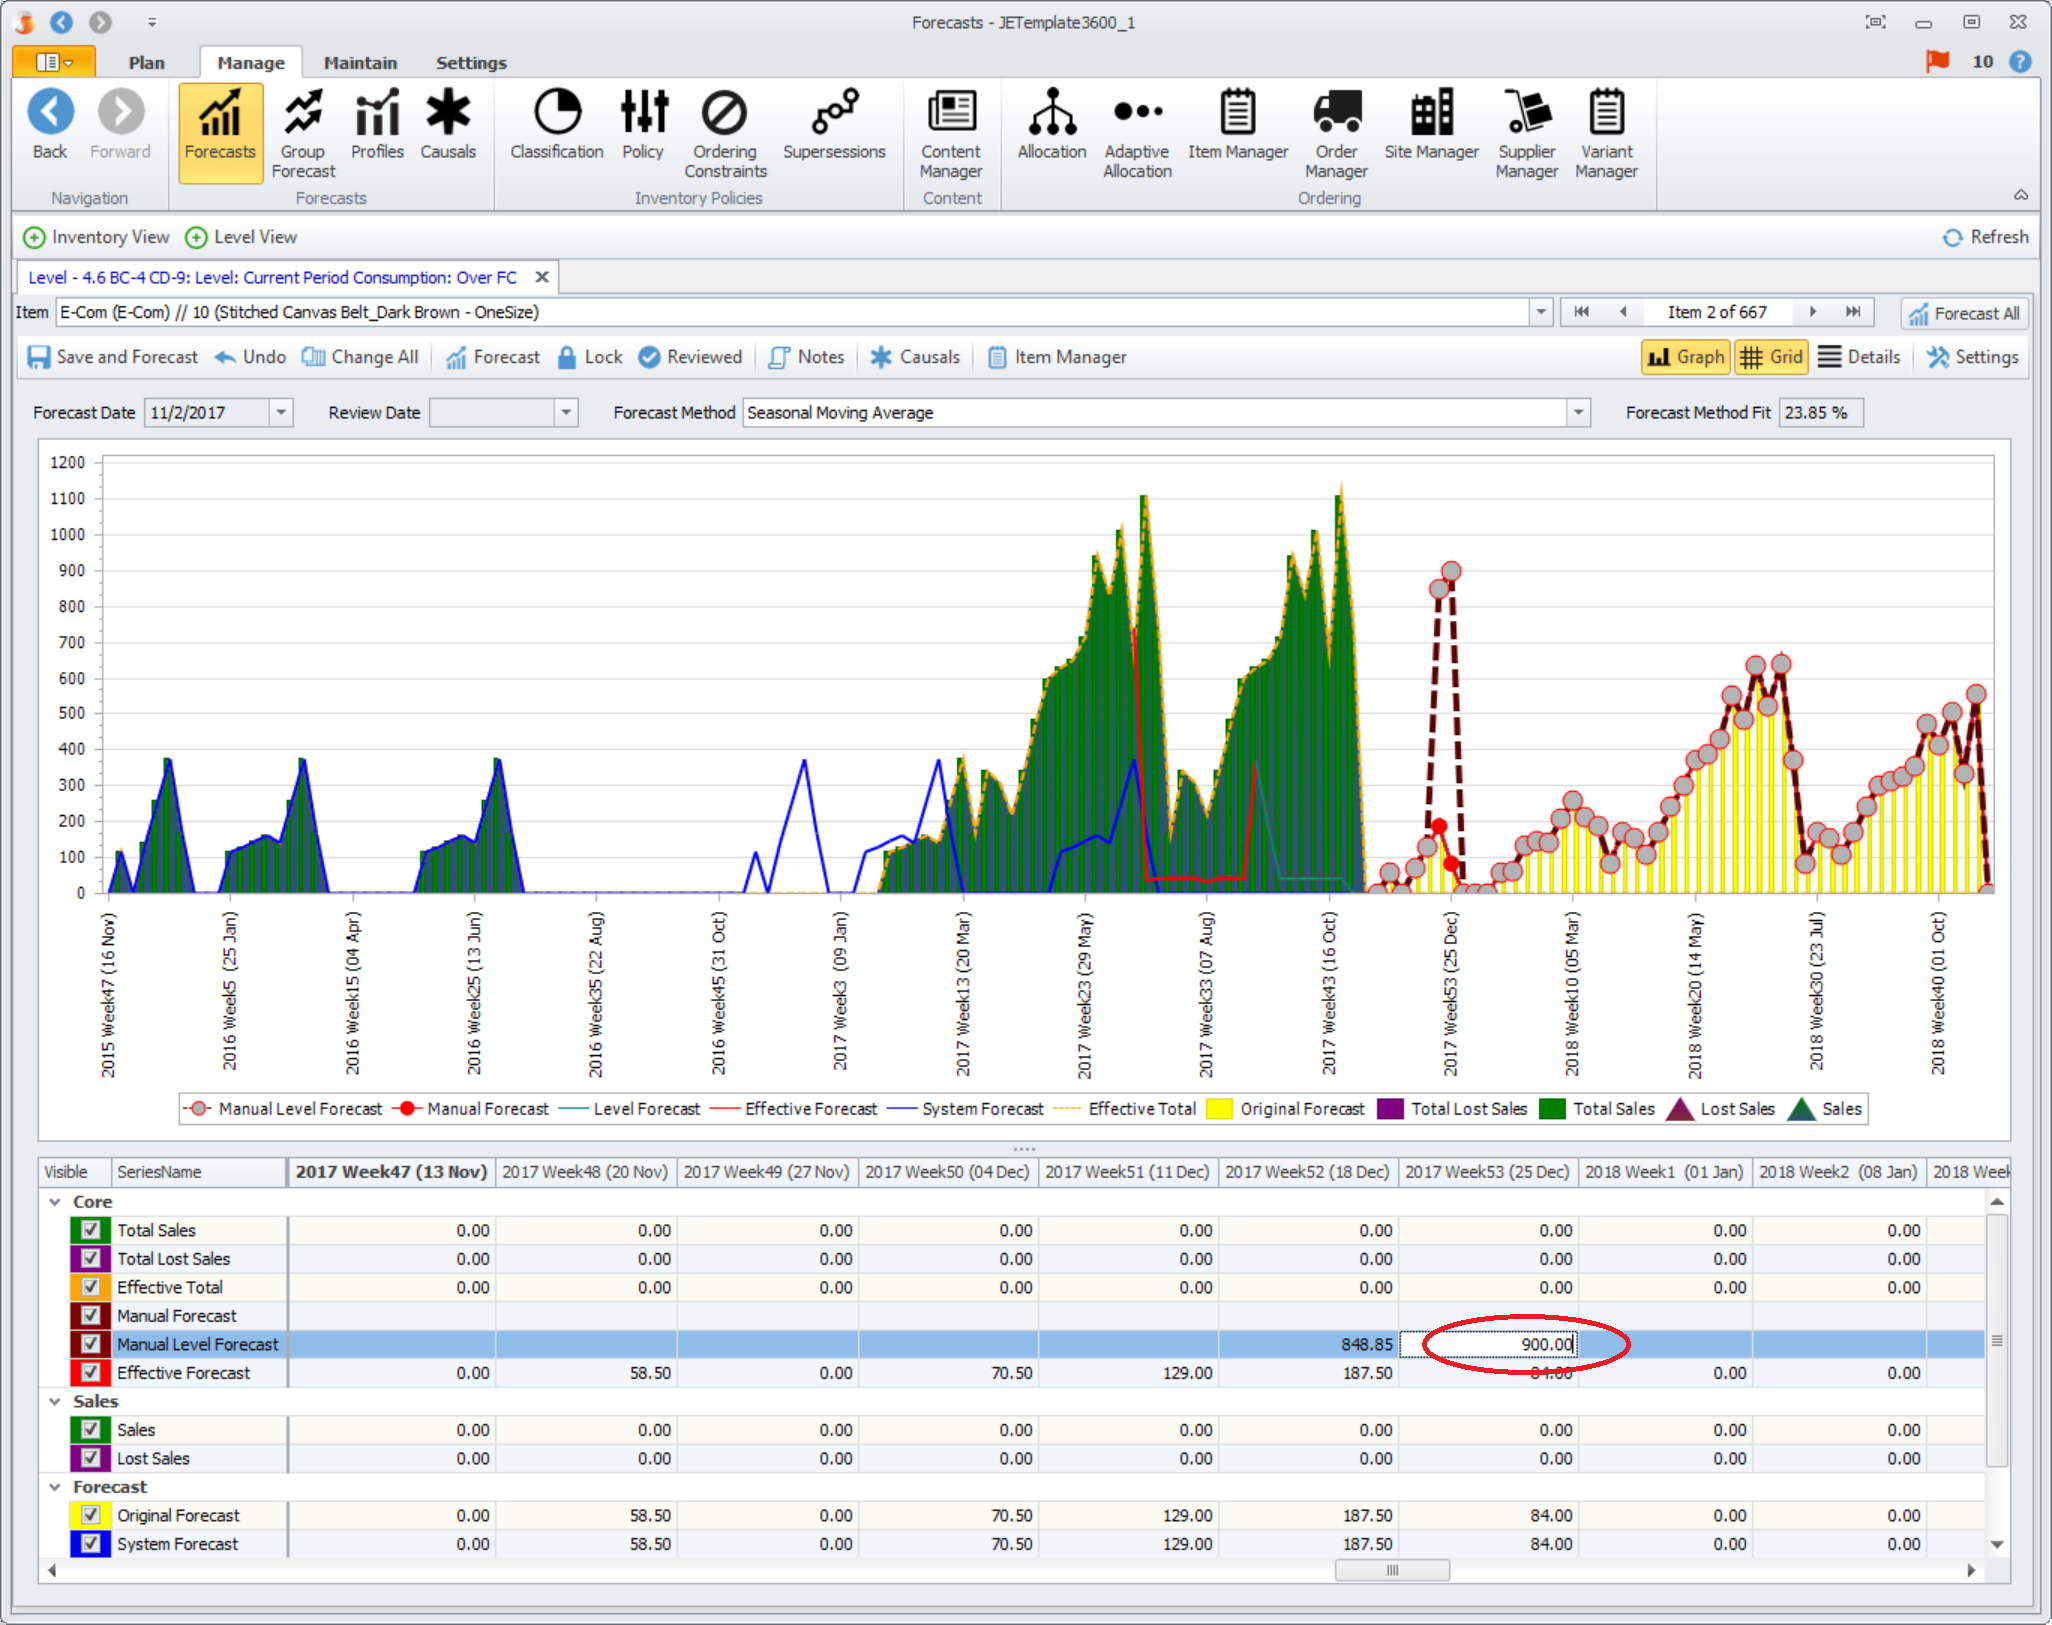 Forecasts - JETemplate3600_1
Plan Manage Maintain Settings 10
Back Forward Forecasts Group Forecast Profiles Causals Classification Policy Ordering Constraints Supersessions Content Manager Allocation Adaptive Allocation Item Manager Order Manager Site Manager Supplier Manager Variant Manager
Navigation Forecasts Inventory Policies Content Ordering
Inventory View Level View Refresh
Level - 4.6 BC-4 CD-9: Level: Current Period Consumption: Over FC
Item E-Com (E-Com) // 10 (Stitched Canvas Belt_Dark Brown - OneSize) Item 2 of 667 Forecast All
Save and Forecast Undo Change All Forecast Lock Reviewed Notes Causals Item Manager Graph Grid Details Settings
Forecast Date 11/2/2017 Review Date Forecast Method Seasonal Moving Average Forecast Method Fit 23.85 %
1200
1100
1000
900
800
700
600
500
400
300
200
100
0
2015 Week47 (16 Nov)
2016 Week5 (25 Jan)
2016 Week15 (04 Apr)
2016 Week25 (13 Jun)
2016 Week35 (22 Aug)
2016 Week45 (31 Oct)
2017 Week3 (09 Jan)
2017 Week13 (20 Mar)
2017 Week23 (29 May)
2017 Week33 (07 Aug)
2017 Week43 (16 Oct)
2017 Week53 (25 Dec)
2018 Week10 (05 Mar)
2018 Week20 (14 May)
2018 Week30 (23 Jul)
2018 Week40 (01 Oct)
Manual Level Forecast Manual Forecast Level Forecast Effective Forecast System Forecast Effective Total Original Forecast Total Lost Sales Total Sales Lost Sales Sales
Visible SeriesName 2017 Week47 (13 Nov) 2017 Week48 (20 Nov) 2017 Week49 (27 Nov) 2017 Week50 (04 Dec) 2017 Week51 (11 Dec) 2017 Week52 (18 Dec) 2017 Week53 (25 Dec) 2018 Week1 (01 Jan) 2018 Week2 (08 Jan) 2018 Week
Core
Total Sales 0.00 0.00 0.00 0.00 0.00 0.00 0.00 0.00 0.00
Total Lost Sales 0.00 0.00 0.00 0.00 0.00 0.00 0.00 0.00 0.00
Effective Total 0.00 0.00 0.00 0.00 0.00 0.00 0.00 0.00 0.00
Manual Forecast
Manual Level Forecast 848.85 900.00
Effective Forecast 0.00 58.50 0.00 70.50 129.00 187.50 84.00 0.00 0.00
Sales
Sales 0.00 0.00 0.00 0.00 0.00 0.00 0.00 0.00 0.00
Lost Sales 0.00 0.00 0.00 0.00 0.00 0.00 0.00 0.00 0.00
Forecast
Original Forecast 0.00 58.50 0.00 70.50 129.00 187.50 84.00 0.00 0.00
System Forecast 0.00 58.50 0.00 70.50 129.00 187.50 84.00 0.00 0.00